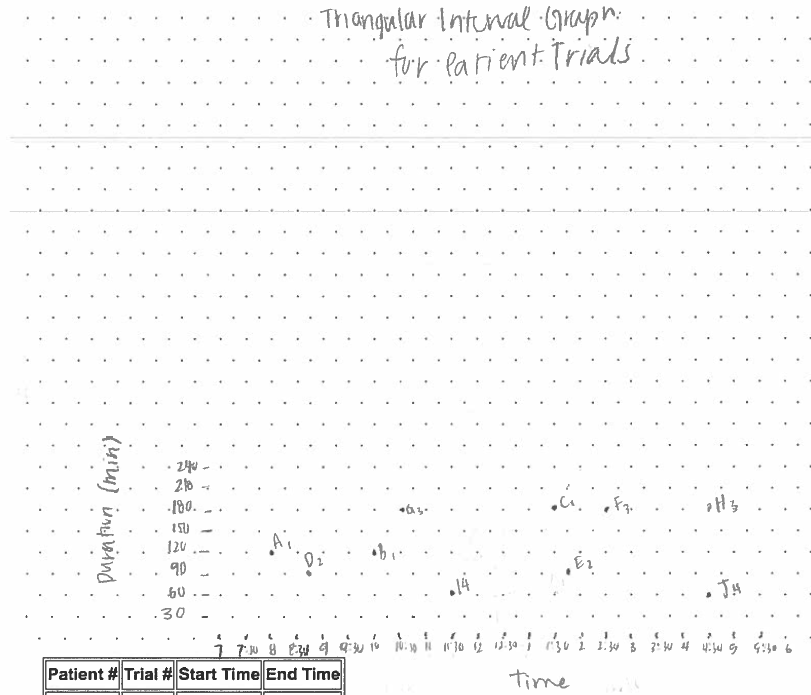 Triangular Interval Graph
for Patient Trials
Duration (min)
240
210
180
150
120
90
60
30
G3
C1
F3
H3
A1
D2
B1
E2
I4
J4
7 7:30 8 8:30 9 9:30 10 10:30 11 11:30 12 12:30 1 1:30 2 2:30 3 3:30 4 4:30 5 5:30 6
Time
Patient # Trial # Start Time End Time